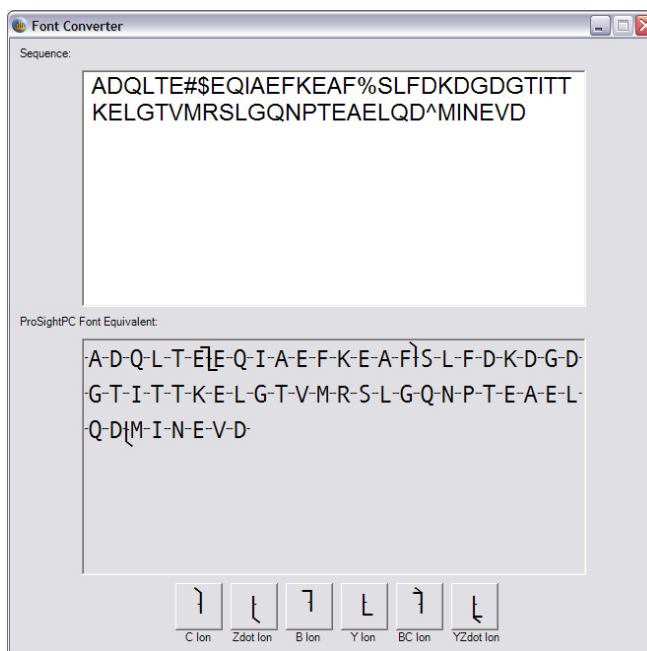 Font Converter
Sequence:
ADQLTE#$EQIAEFKEAF%SLFDKDGDGTITT
KELGTVMRSLGQNPTEAELQD^MINEVD
ProSightPC Font Equivalent:
-A-D-Q-L-T-E-E-Q-I-A-E-F-K-E-A-F-S-L-F-D-K-D-G-D-
-G-T-I-T-T-K-E-L-G-T-V-M-R-S-L-G-Q-N-P-T-E-A-E-L-
-Q-D-M-I-N-E-V-D-
C Ion Zdot Ion B Ion Y Ion BC Ion YZdot Ion